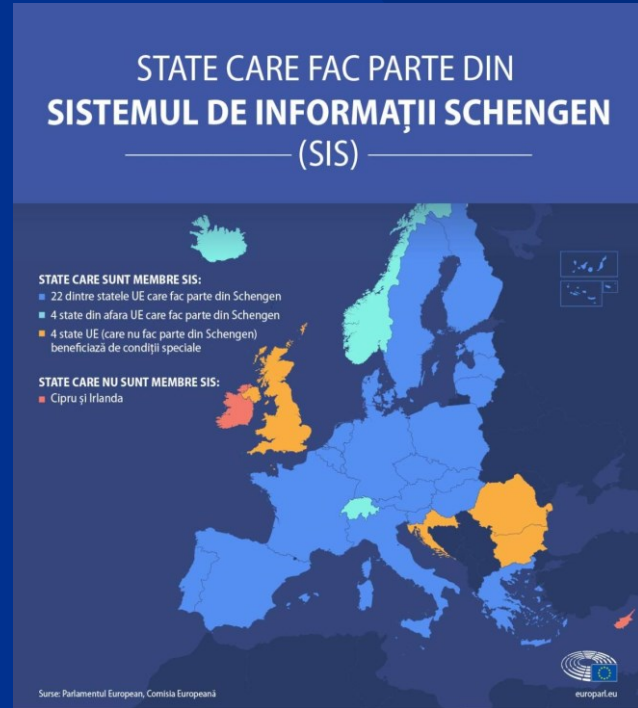 STATE CARE FAC PARTE DIN
SISTEMUL DE INFORMAȚII SCHENGEN
(SIS)
STATE CARE SUNT MEMBRE SIS:
22 dintre statele UE care fac parte din Schengen
4 state din afara UE care fac parte din Schengen
4 state UE (care nu fac parte din Schengen)
beneficiază de condiții speciale
STATE CARE NU SUNT MEMBRE SIS:
Cipru și Irlanda
Surse: Parlamentul European, Comisia Europeană
europarl.eu